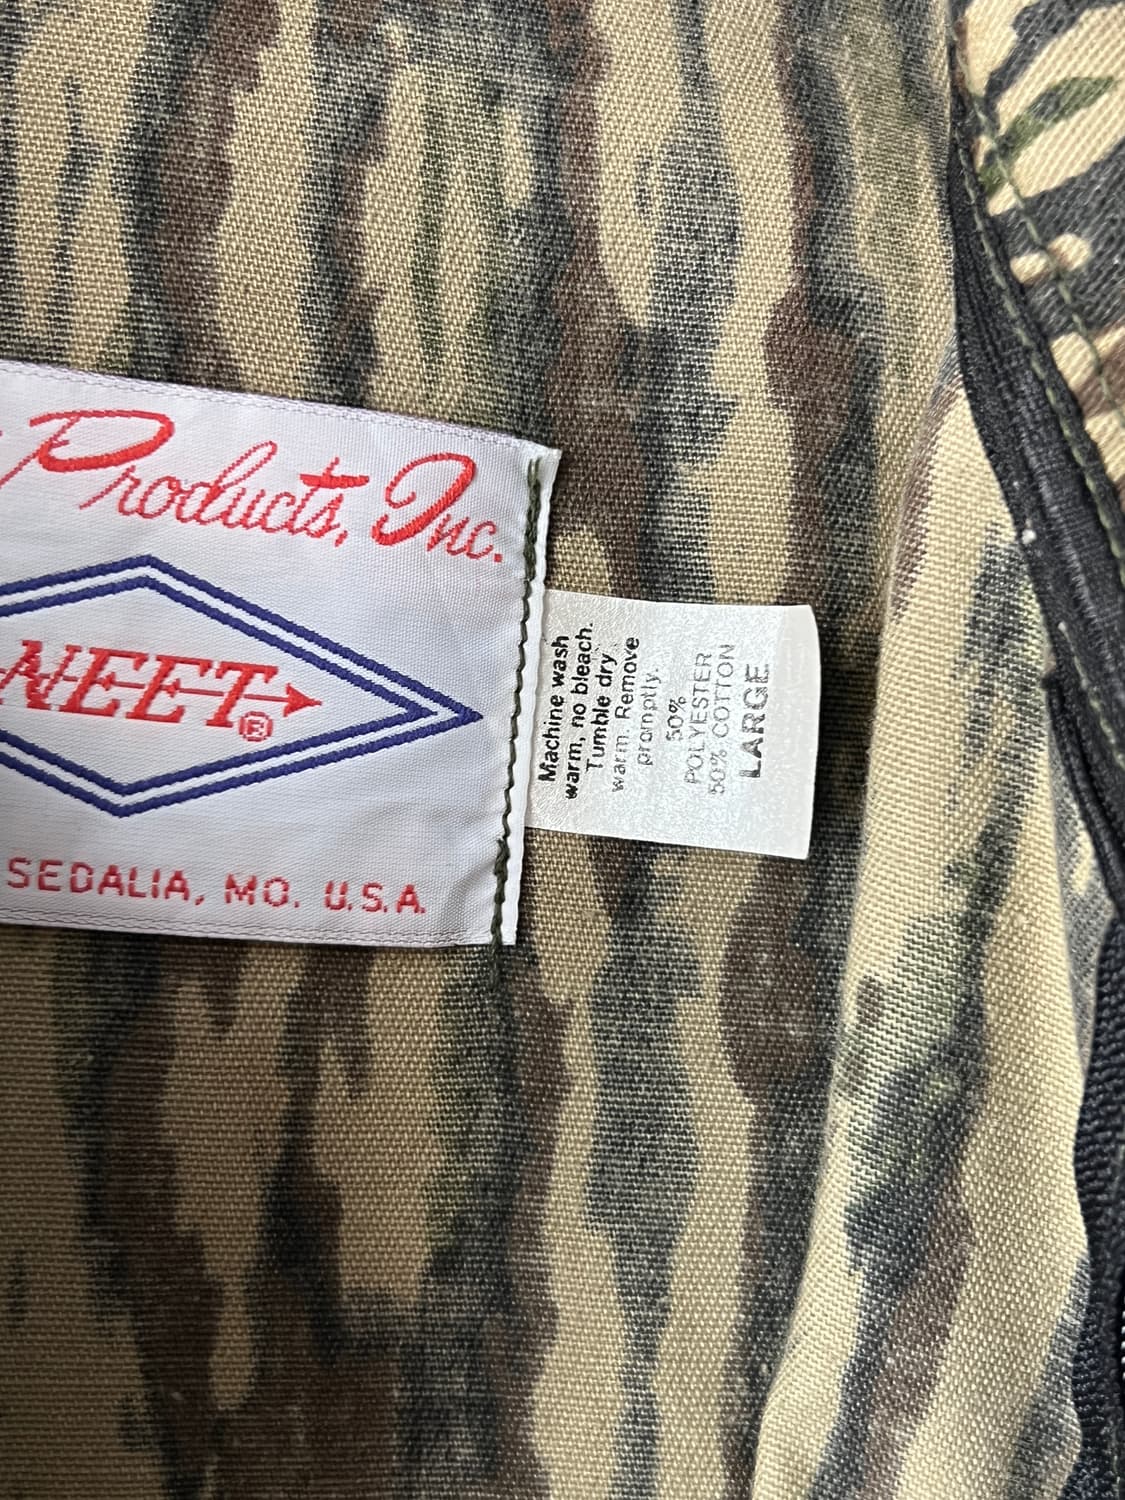 Products, Inc.
NEET®
SEDALIA, MO. U.S.A.
Machine wash
warm, no bleach.
Tumble dry
warm. Remove
promptly.
50%
POLYESTER
50% COTTON
LARGE